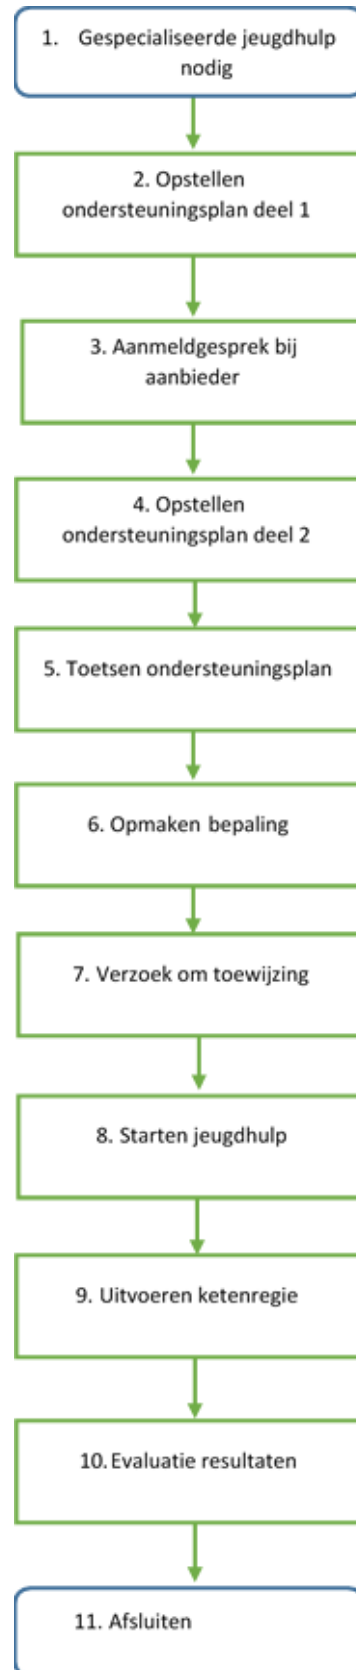 1. Gespecialiseerde jeugdhulp
nodig
2. Opstellen
ondersteuningsplan deel 1
3. Aanmeldgesprek bij
aanbieder
4. Opstellen
ondersteuningsplan deel 2
5. Toetsen ondersteuningsplan
6. Opmaken bepaling
7. Verzoek om toewijzing
8. Starten jeugdhulp
9. Uitvoeren ketenregie
10. Evaluatie resultaten
11. Afsluiten